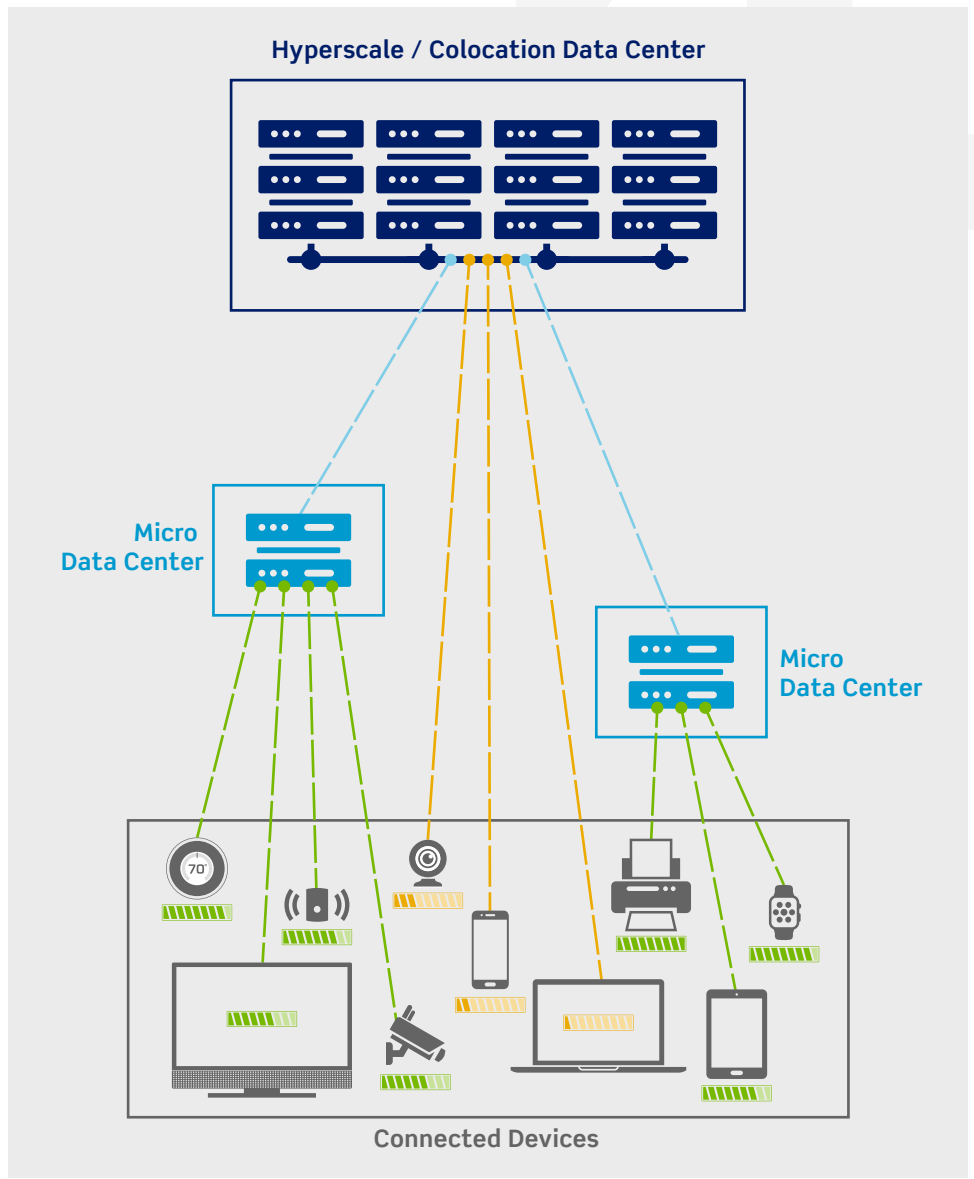 Hyperscale / Colocation Data Center
Micro
Data Center
Micro
Data Center
70°
Connected Devices